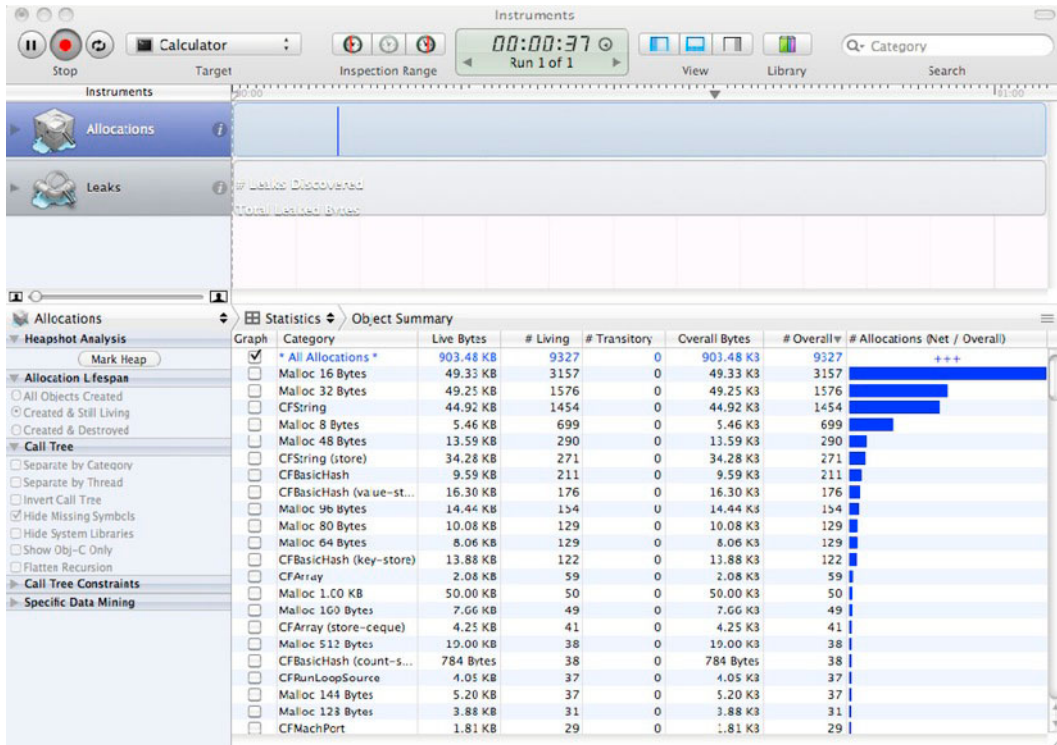 Instruments
Calculator
00:00:37
Run 1 of 1
Category
Stop
Target
Inspection Range
View
Library
Search
Instruments
00:00
01:00
Allocations
Leaks
# Leaks Discovered
Total Leaked Bytes
Allocations
Statistics
Object Summary
Heapshot Analysis
Mark Heap
Allocation Lifespan
All Objects Created
Created & Still Living
Created & Destroyed
Call Tree
Separate by Category
Separate by Thread
Invert Call Tree
Hide Missing Symbols
Hide System Libraries
Show Obj-C Only
Flatten Recursion
Call Tree Constraints
Specific Data Mining
Graph Category Live Bytes # Living # Transitory Overall Bytes # Overall # Allocations (Net / Overall)
* All Allocations * 903.48 KB 9327 0 903.48 KB 9327 +++
Malloc 16 Bytes 49.33 KB 3157 0 49.33 KB 3157
Malloc 32 Bytes 49.25 KB 1576 0 49.25 KB 1576
CFString 44.92 KB 1454 0 44.92 KB 1454
Malloc 8 Bytes 5.46 KB 699 0 5.46 KB 699
Malloc 48 Bytes 13.59 KB 290 0 13.59 KB 290
CFString (store) 34.28 KB 271 0 34.28 KB 271
CFBasicHash 9.59 KB 211 0 9.59 KB 211
CFBasicHash (value-st... 16.30 KB 176 0 16.30 KB 176
Malloc 96 Bytes 14.44 KB 154 0 14.44 KB 154
Malloc 80 Bytes 10.08 KB 129 0 10.08 KB 129
Malloc 64 Bytes 8.06 KB 129 0 8.06 KB 129
CFBasicHash (key-store) 13.88 KB 122 0 13.88 KB 122
CFArray 2.08 KB 59 0 2.08 KB 59
Malloc 1.00 KB 50.00 KB 50 0 50.00 KB 50
Malloc 160 Bytes 7.66 KB 49 0 7.66 KB 49
CFArray (store-deque) 4.25 KB 41 0 4.25 KB 41
Malloc 512 Bytes 19.00 KB 38 0 19.00 KB 38
CFBasicHash (count-s... 784 Bytes 38 0 784 Bytes 38
CFRunLoopSource 4.05 KB 37 0 4.05 KB 37
Malloc 144 Bytes 5.20 KB 37 0 5.20 KB 37
Malloc 128 Bytes 3.88 KB 31 0 3.88 KB 31
CFMachPort 1.81 KB 29 0 1.81 KB 29